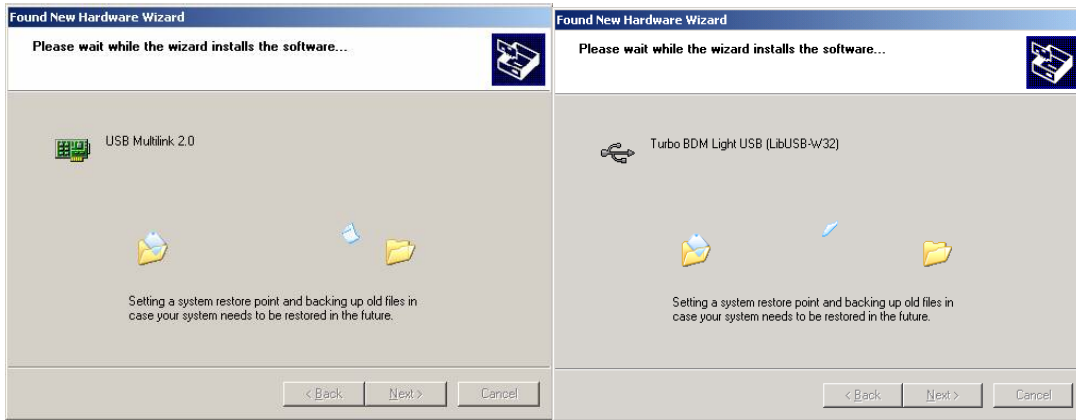 Found New Hardware Wizard
Please wait while the wizard installs the software...
USB Multilink 2.0
Setting a system restore point and backing up old files in
case your system needs to be restored in the future.
< Back
Next >
Cancel
Found New Hardware Wizard
Please wait while the wizard installs the software...
Turbo BDM Light USB (LibUSB-W32)
Setting a system restore point and backing up old files in
case your system needs to be restored in the future.
< Back
Next >
Cancel